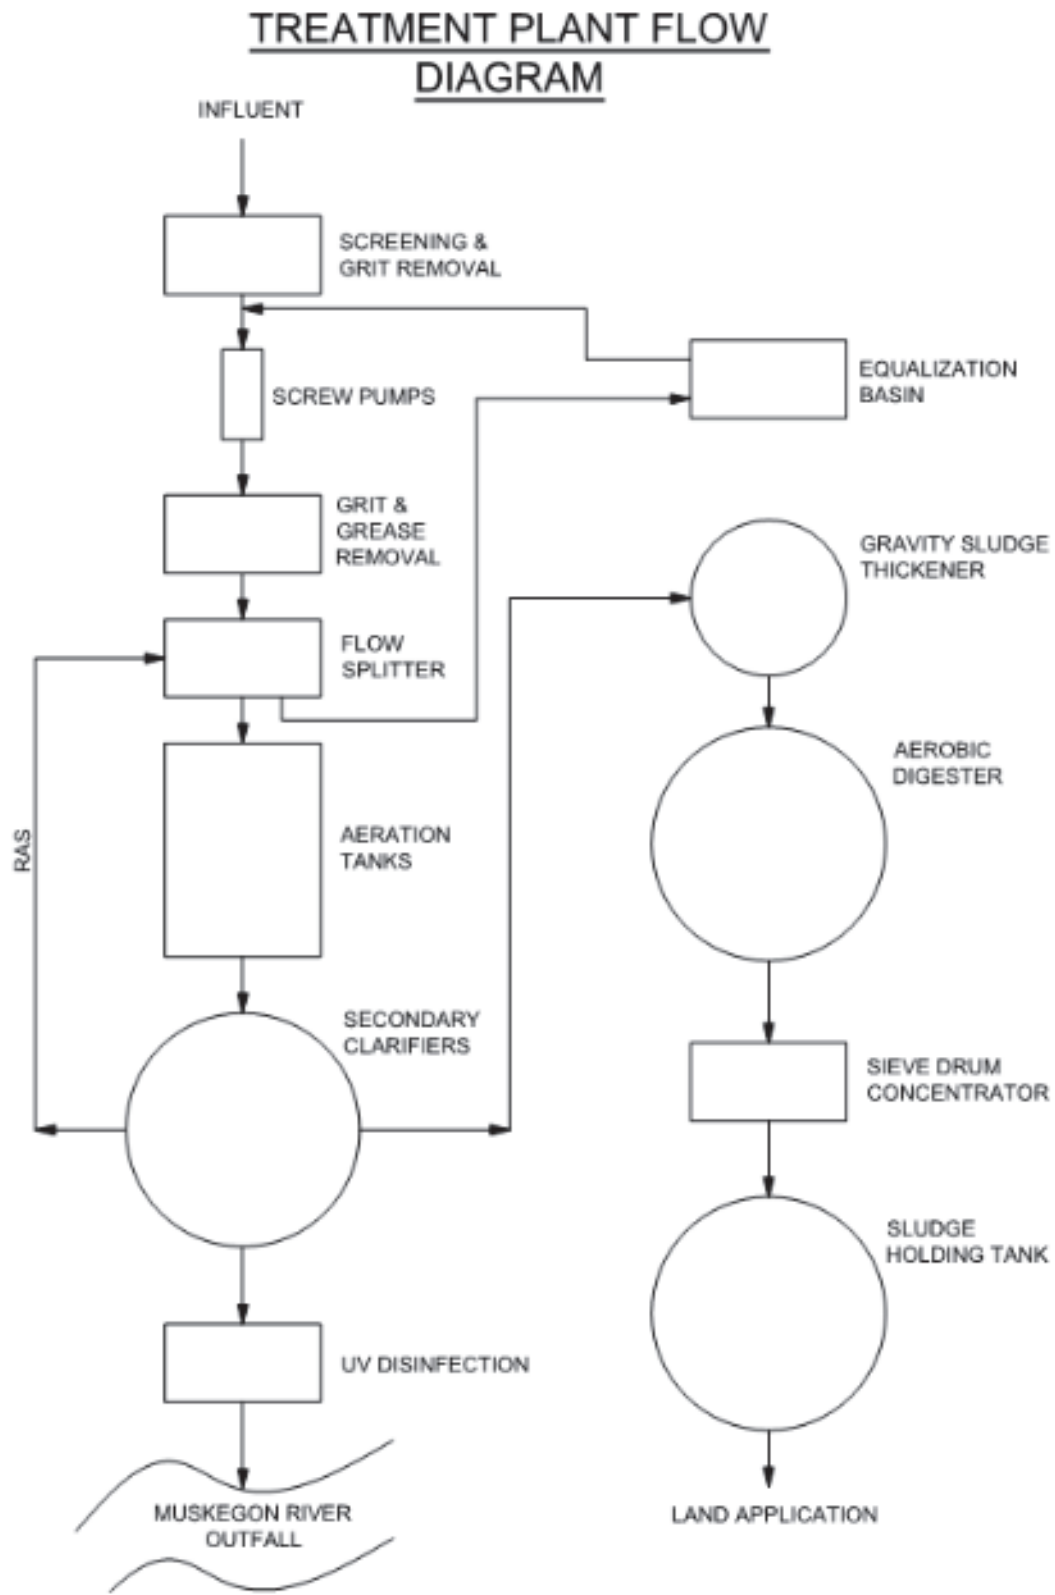 TREATMENT PLANT FLOW
DIAGRAM
INFLUENT
SCREENING &
GRIT REMOVAL
EQUALIZATION
BASIN
SCREW PUMPS
GRIT &
GREASE
REMOVAL
GRAVITY SLUDGE
THICKENER
FLOW
SPLITTER
AEROBIC
DIGESTER
RAS
AERATION
TANKS
SECONDARY
CLARIFIERS
SIEVE DRUM
CONCENTRATOR
SLUDGE
HOLDING TANK
UV DISINFECTION
MUSKEGON RIVER
OUTFALL
LAND APPLICATION